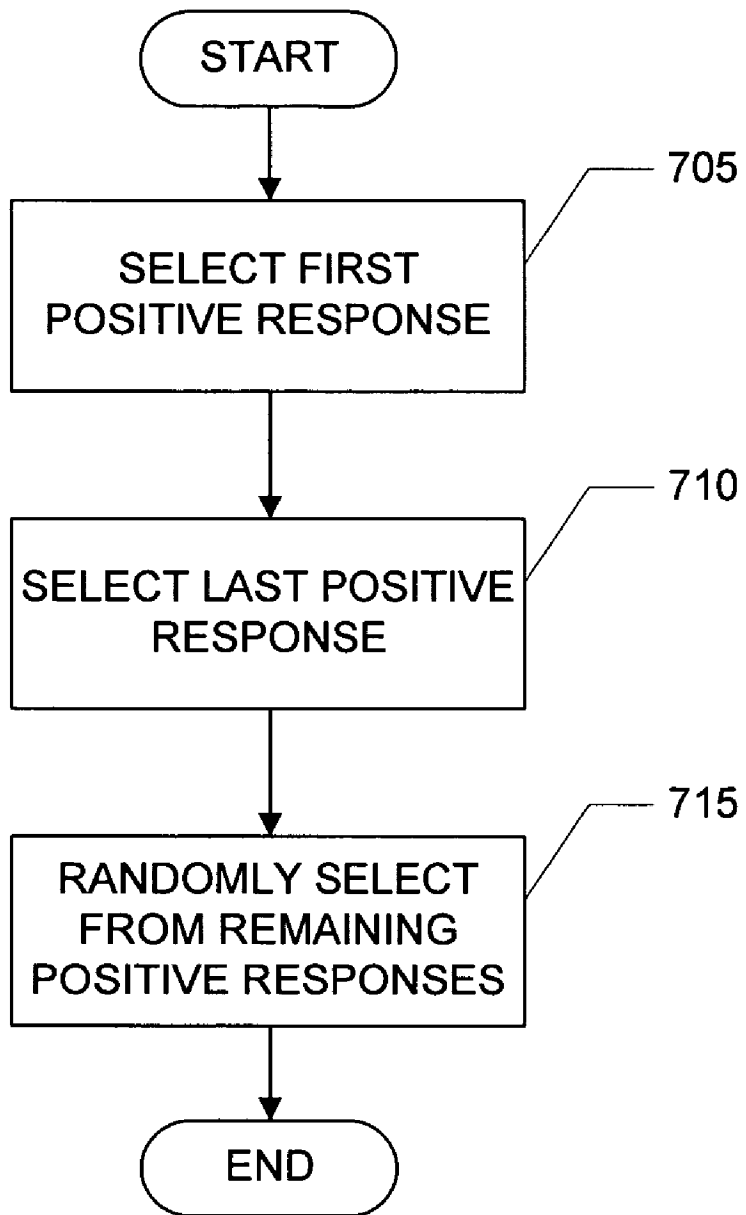 START
705
SELECT FIRST
POSITIVE RESPONSE
710
SELECT LAST POSITIVE
RESPONSE
715
RANDOMLY SELECT
FROM REMAINING
POSITIVE RESPONSES
END